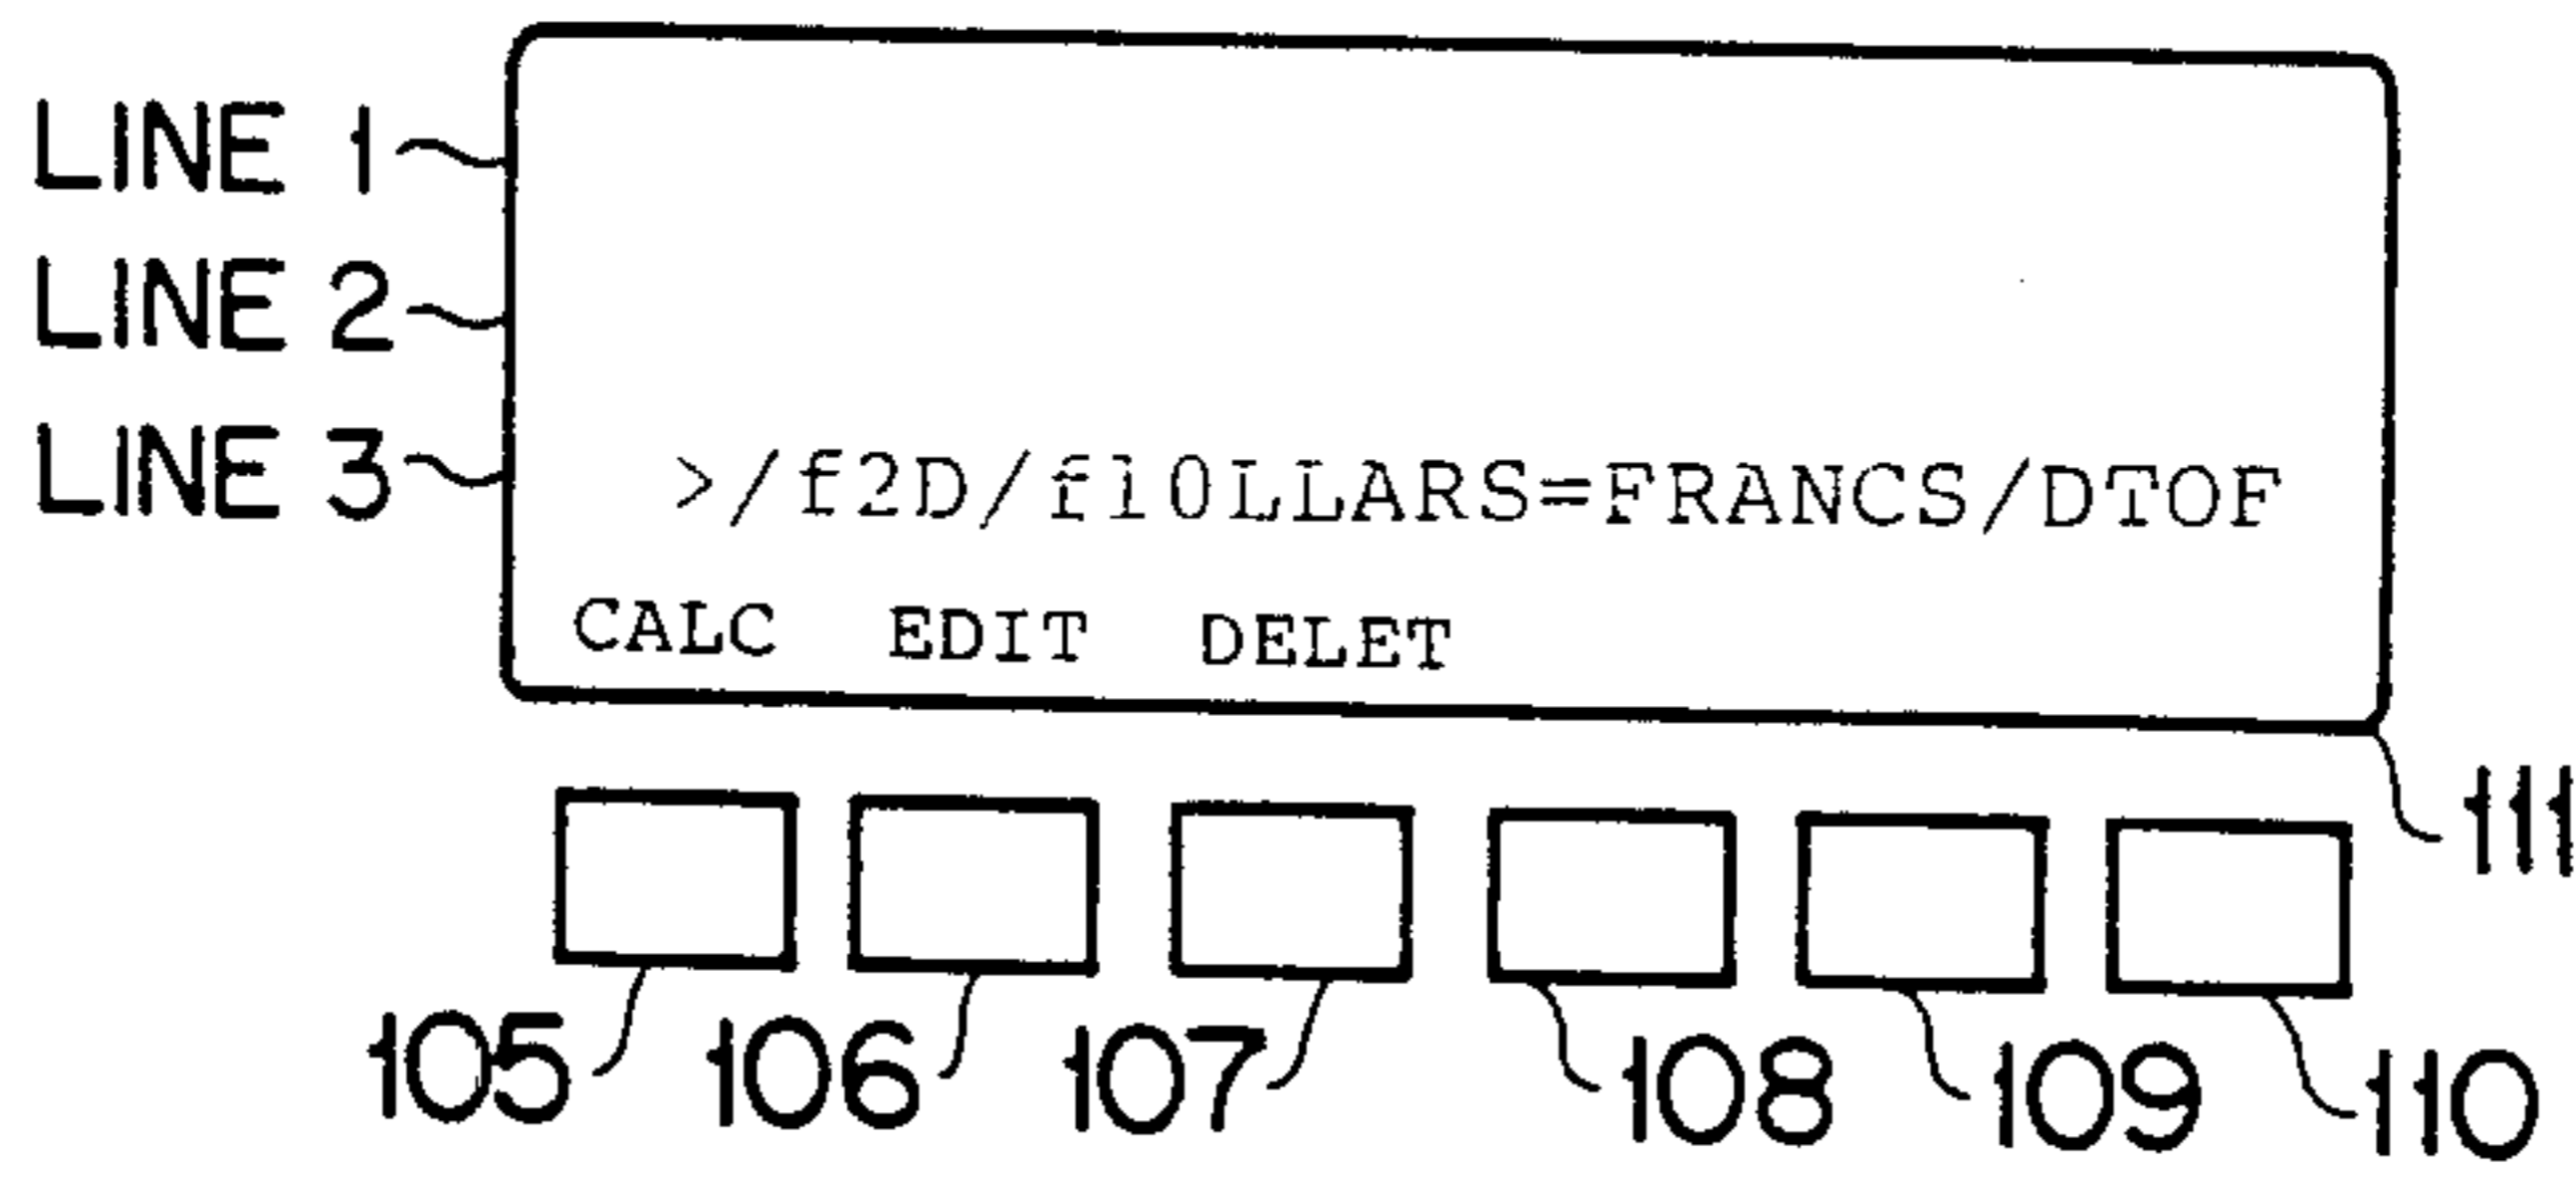 LINE 1
LINE 2
LINE 3 >/f2D/f10LLARS=FRANCS/DTOF
CALC EDIT DELET
111
105 106 107 108 109 110